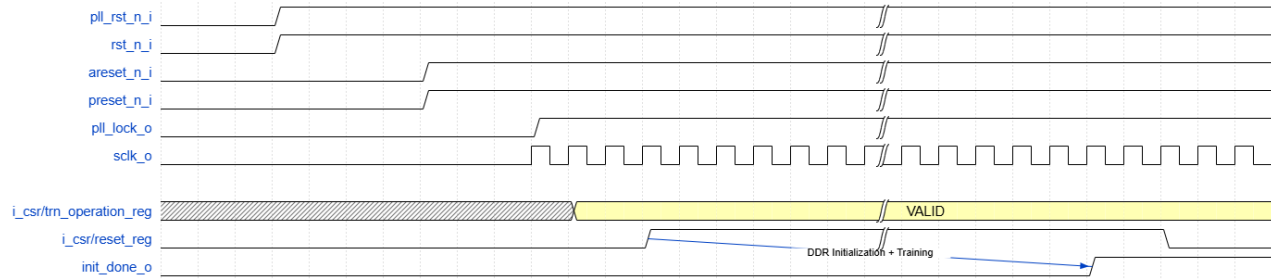 pll_rst_n_i
rst_n_i
areset_n_i
preset_n_i
pll_lock_o
sclk_o
i_csr/trn_operation_reg
VALID
i_csr/reset_reg
DDR Initialization + Training
init_done_o